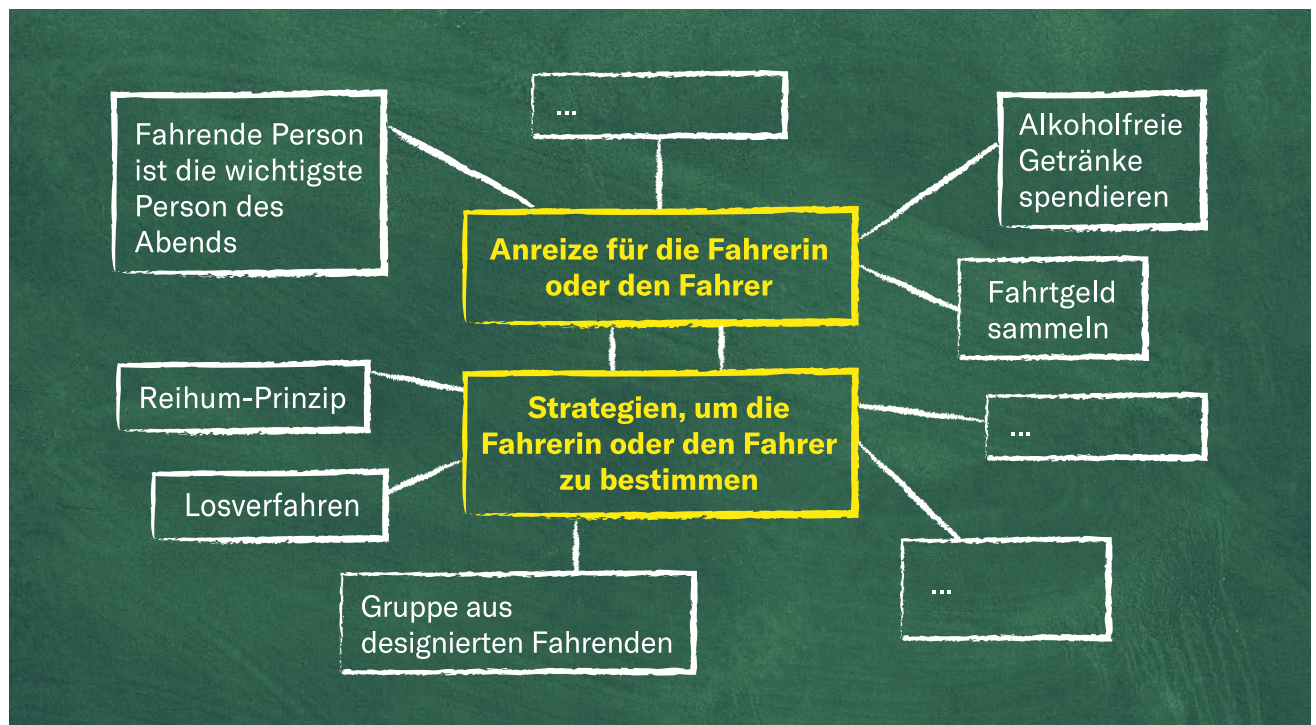 ...
Fahrende Person
ist die wichtigste
Person des
Abends
Alkoholfreie
Getränke
spendieren
Anreize für die Fahrerin
oder den Fahrer
Fahrtgeld
sammeln
Reihum-Prinzip
Strategien, um die
Fahrerin oder den Fahrer
zu bestimmen
...
Losverfahren
...
Gruppe aus
designierten Fahrenden